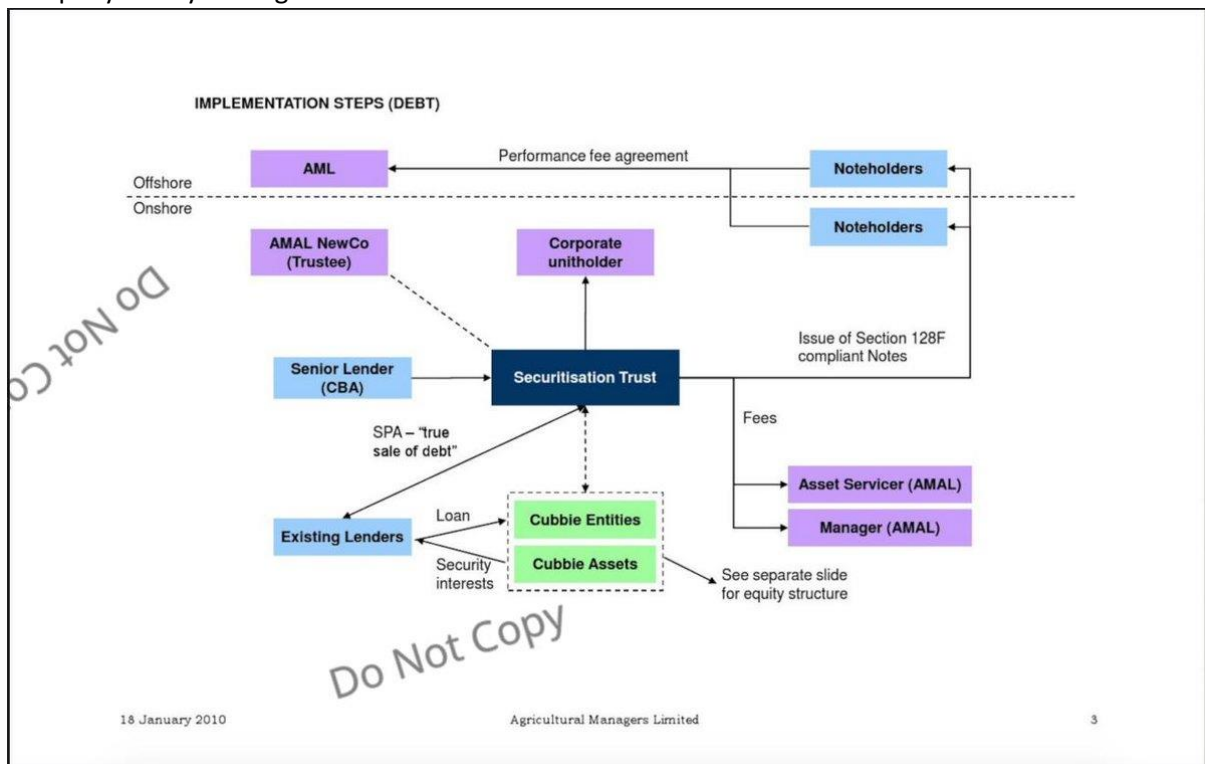 IMPLEMENTATION STEPS (DEBT)
AML
Performance fee agreement
Noteholders
Offshore
Onshore
Noteholders
AMAL NewCo
(Trustee)
Corporate
unitholder
Do Not Co
Issue of Section 128F
compliant Notes
Senior Lender
(CBA)
Securitisation Trust
Fees
SPA – "true
sale of debt"
Asset Servicer (AMAL)
Manager (AMAL)
Existing Lenders
Loan
Security
interests
Cubbie Entities
Cubbie Assets
See separate slide
for equity structure
Do Not Copy
18 January 2010
Agricultural Managers Limited
3